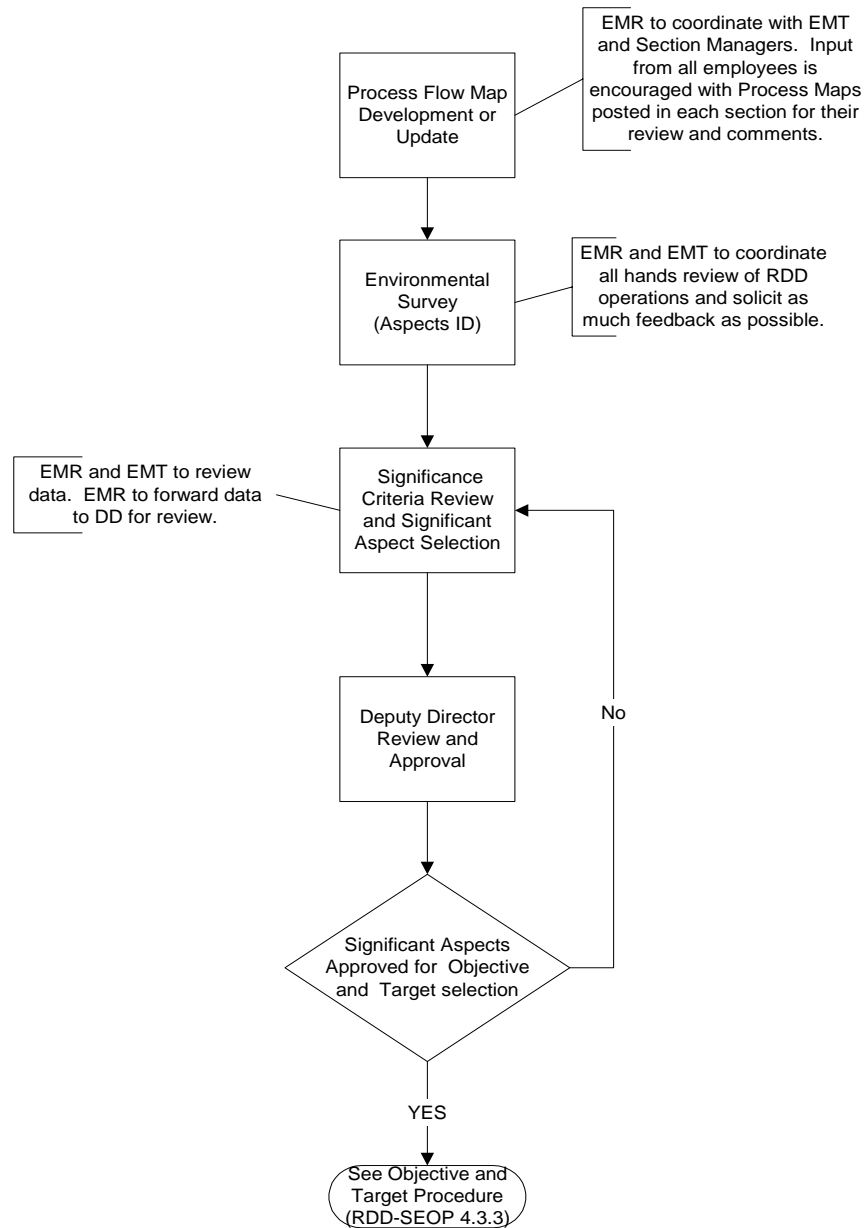 EMR to coordinate with EMT
and Section Managers.  Input
from all employees is
encouraged with Process Maps
posted in each section for their
review and comments.
Process Flow Map
Development or
Update
EMR and EMT to coordinate
all hands review of RDD
operations and solicit as
much feedback as possible.
Environmental
Survey
(Aspects ID)
EMR and EMT to review
data.  EMR to forward data
to DD for review.
Significance
Criteria Review
and Significant
Aspect Selection
Deputy Director
Review and
Approval
No
Significant Aspects
Approved for  Objective
and  Target selection
YES
See Objective and
Target Procedure
(RDD-SEOP 4.3.3)